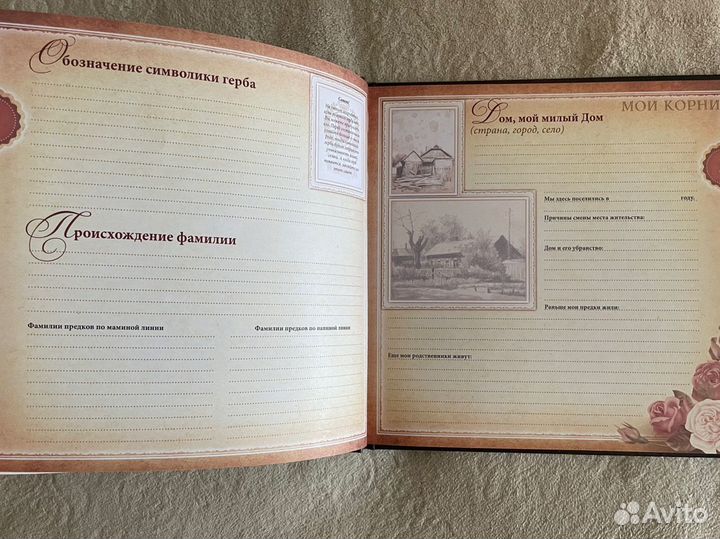 Обозначение символики герба
Совет:
Происхождение фамилии
Фамилии предков по маминой линии
Фамилии предков по папиной линии
МОИ КОРНИ
Дом, мой милый Дом
(страна, город, село)
Мы здесь поселились в году.
Причины смены места жительства:
Дом и его убранство:
Раньше мои предки жили:
Еще мои родственники живут:
Avito